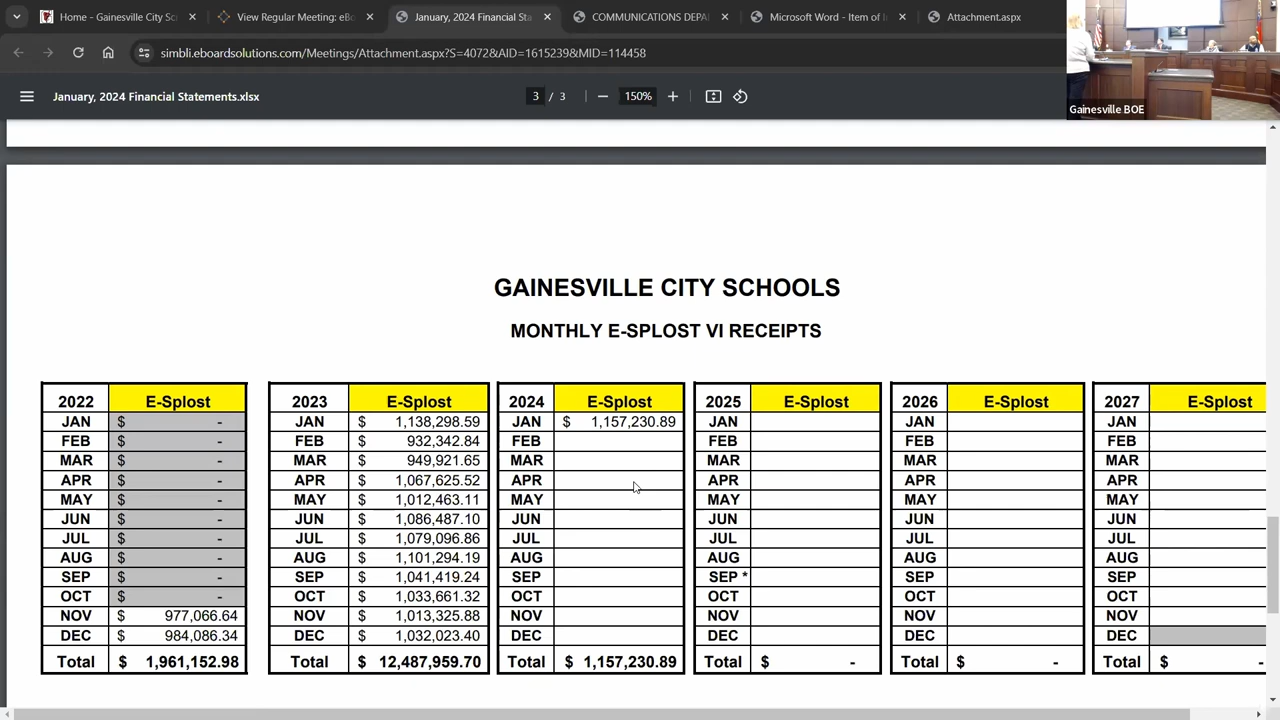 Home - Gainesville City Sc
View Regular Meeting: eBo
January, 2024 Financial Sta
COMMUNICATIONS DEPA
Microsoft Word - Item of I
Attachment.aspx
simbli.eboardsolutions.com/Meetings/Attachment.aspx?S=4072&AID=1615239&MID=114458
January, 2024 Financial Statements.xlsx
3 / 3
150%
Gainesville BOE
GAINESVILLE CITY SCHOOLS
MONTHLY E-SPLOST VI RECEIPTS
2022 E-Splost 2023 E-Splost 2024 E-Splost 2025 E-Splost 2026 E-Splost 2027 E-Splost
JAN $ - JAN $ 1,138,298.59 JAN $ 1,157,230.89 JAN JAN JAN
FEB $ - FEB $ 932,342.84 FEB FEB FEB FEB
MAR $ - MAR $ 949,921.65 MAR MAR MAR MAR
APR $ - APR $ 1,067,625.52 APR APR APR APR
MAY $ - MAY $ 1,012,463.11 MAY MAY MAY MAY
JUN $ - JUN $ 1,086,487.10 JUN JUN JUN JUN
JUL $ - JUL $ 1,079,096.86 JUL JUL JUL JUL
AUG $ - AUG $ 1,101,294.19 AUG AUG AUG AUG
SEP $ - SEP $ 1,041,419.24 SEP SEP * SEP SEP
OCT $ - OCT $ 1,033,661.32 OCT OCT OCT OCT
NOV $ 977,066.64 NOV $ 1,013,325.88 NOV NOV NOV NOV
DEC $ 984,086.34 DEC $ 1,032,023.40 DEC DEC DEC DEC
Total $ 1,961,152.98 Total $ 12,487,959.70 Total $ 1,157,230.89 Total $ - Total $ - Total $ -